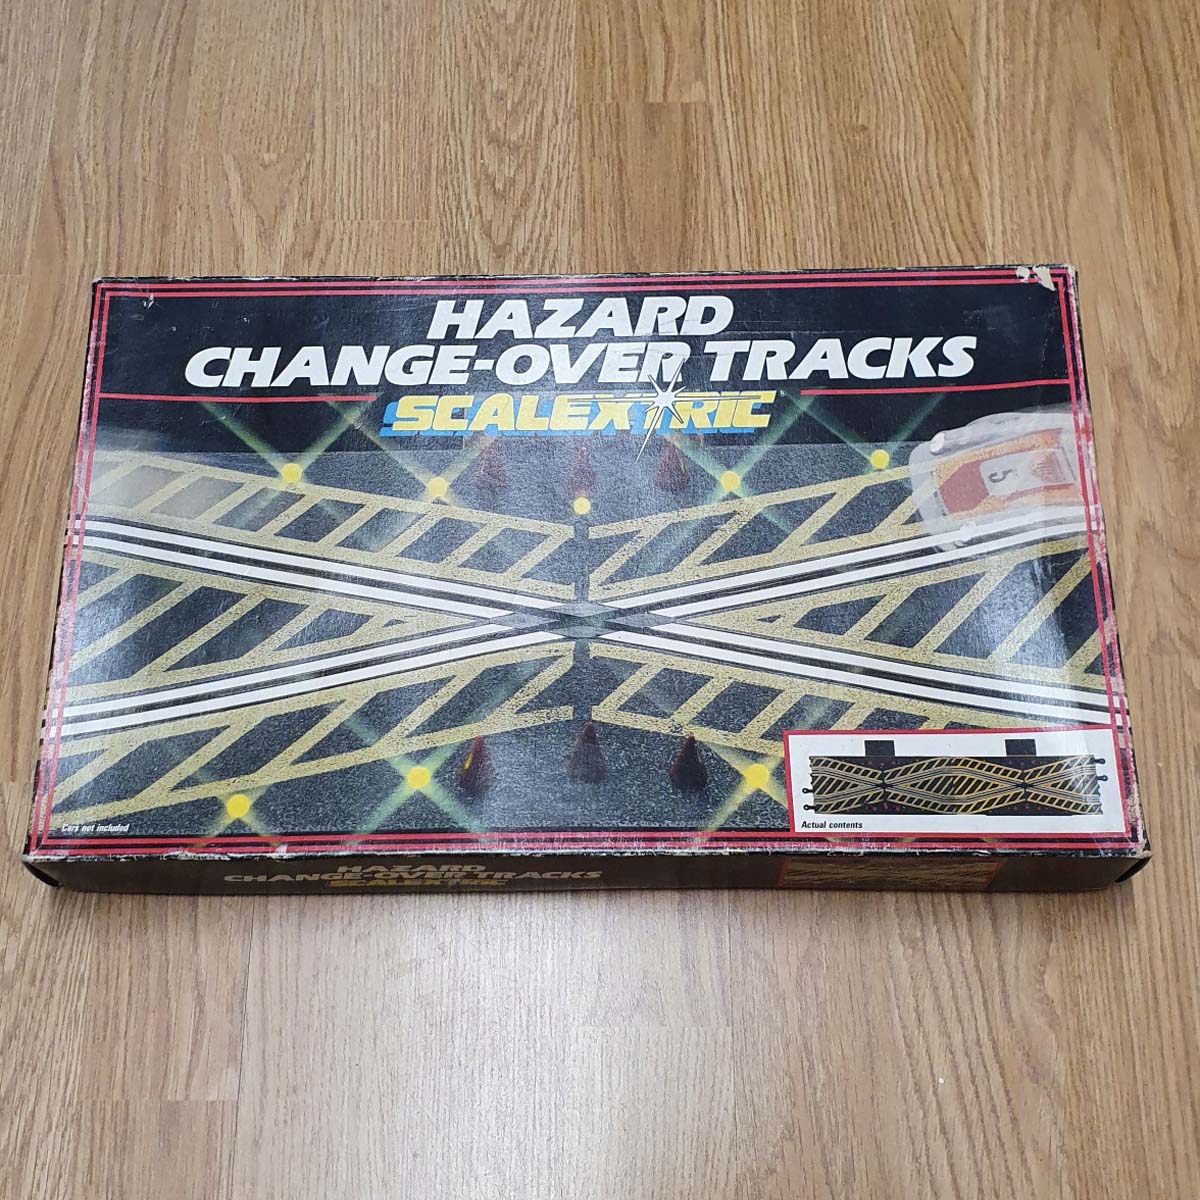 HAZARD
CHANGE-OVER TRACKS
SCALEXTRIC
5
Cars not included
Actual contents
HAZARD
CHANGE-OVER TRACKS
SCALEXTRIC